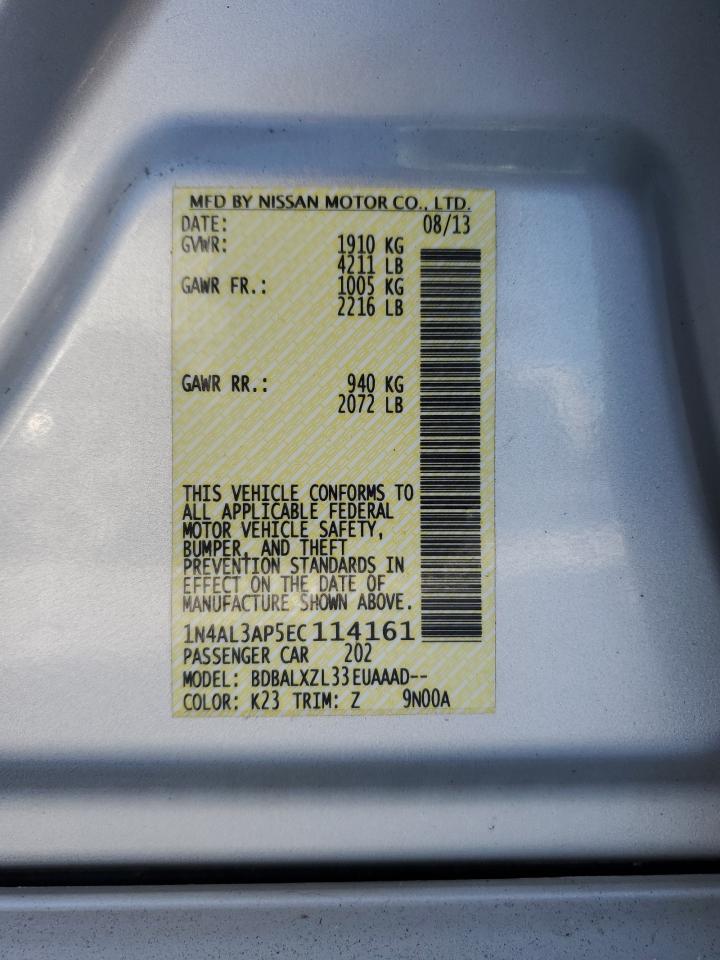 MFD BY NISSAN MOTOR CO., LTD.
DATE: 08/13
GVWR: 1910 KG
4211 LB
GAWR FR.: 1005 KG
2216 LB
GAWR RR.: 940 KG
2072 LB
THIS VEHICLE CONFORMS TO
ALL APPLICABLE FEDERAL
MOTOR VEHICLE SAFETY,
BUMPER, AND THEFT
PREVENTION STANDARDS IN
EFFECT ON THE DATE OF
MANUFACTURE SHOWN ABOVE.
1N4AL3AP5EC114161
PASSENGER CAR 202
MODEL: BDBALXZL33EUAAAD--
COLOR: K23 TRIM: Z 9N00A